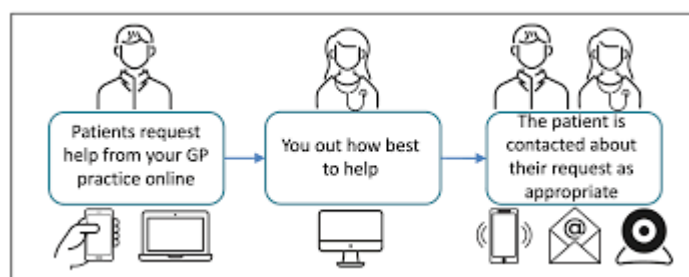 Patients request
help from your GP
practice online
You out how best
to help
The patient is
contacted about
their request as
appropriate
@